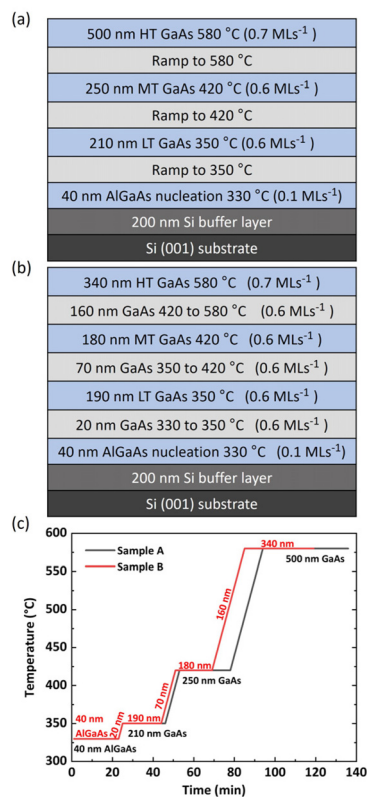 (a)
500 nm HT GaAs 580 °C (0.7 MLs⁻¹)
Ramp to 580 °C
250 nm MT GaAs 420 °C (0.6 MLs⁻¹)
Ramp to 420 °C
210 nm LT GaAs 350 °C (0.6 MLs⁻¹)
Ramp to 350 °C
40 nm AlGaAs nucleation 330 °C (0.1 MLs⁻¹)
200 nm Si buffer layer
Si (001) substrate
(b)
340 nm HT GaAs 580 °C (0.7 MLs⁻¹)
160 nm GaAs 420 to 580 °C (0.6 MLs⁻¹)
180 nm MT GaAs 420 °C (0.6 MLs⁻¹)
70 nm GaAs 350 to 420 °C (0.6 MLs⁻¹)
190 nm LT GaAs 350 °C (0.6 MLs⁻¹)
20 nm GaAs 330 to 350 °C (0.6 MLs⁻¹)
40 nm AlGaAs nucleation 330 °C (0.1 MLs⁻¹)
200 nm Si buffer layer
Si (001) substrate
(c)
Temperature (°C)
600
550
500
450
400
350
300
Sample A
Sample B
340 nm
500 nm GaAs
160 nm
180 nm
250 nm GaAs
70 nm
190 nm
210 nm GaAs
20 nm
40 nm
AlGaAs
40 nm AlGaAs
0 20 40 60 80 100 120 140
Time (min)